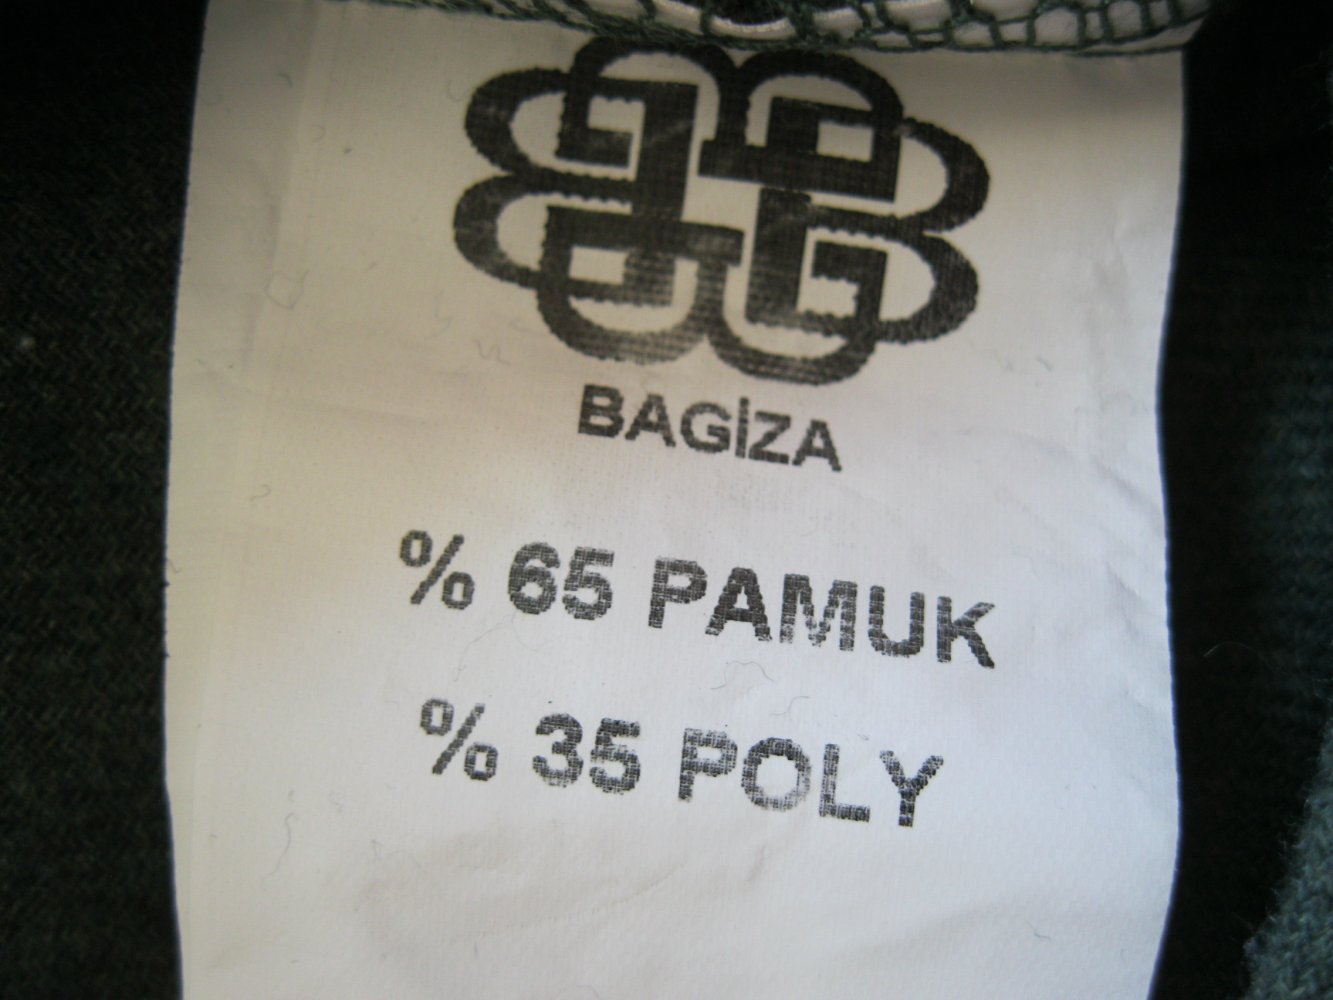 BAGİZA
% 65 PAMUK
% 35 POLY